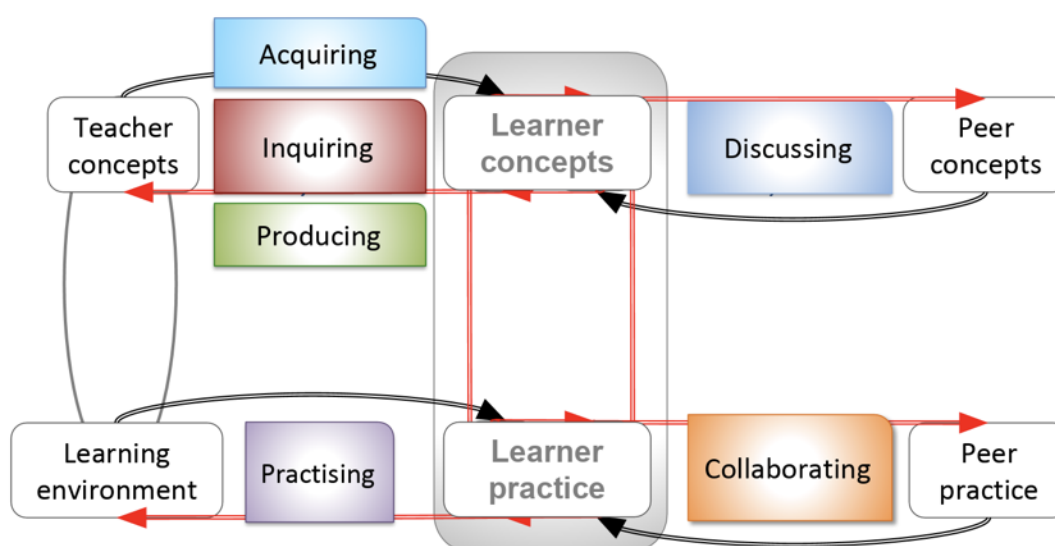 Acquiring
Teacher
concepts
Inquiring
Learner
concepts
Discussing
Peer
concepts
Producing
Learning
environment
Practising
Learner
practice
Collaborating
Peer
practice